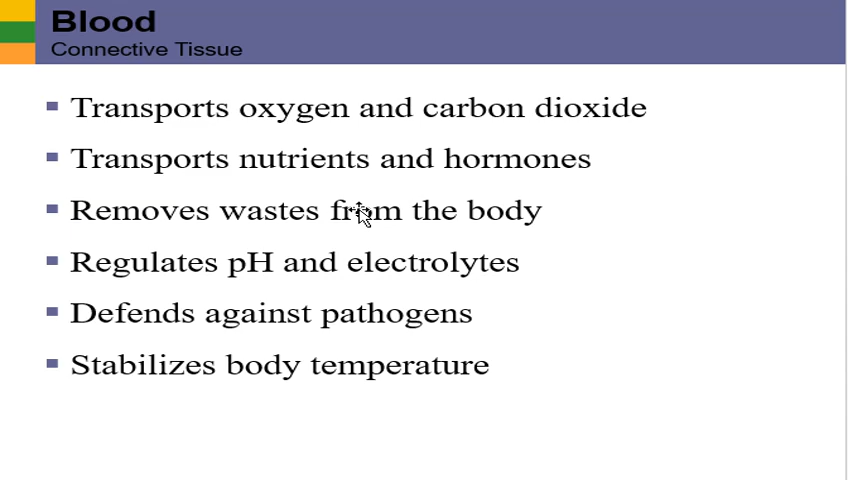 Blood
Connective Tissue
Transports oxygen and carbon dioxide
Transports nutrients and hormones
Removes wastes from the body
Regulates pH and electrolytes
Defends against pathogens
Stabilizes body temperature